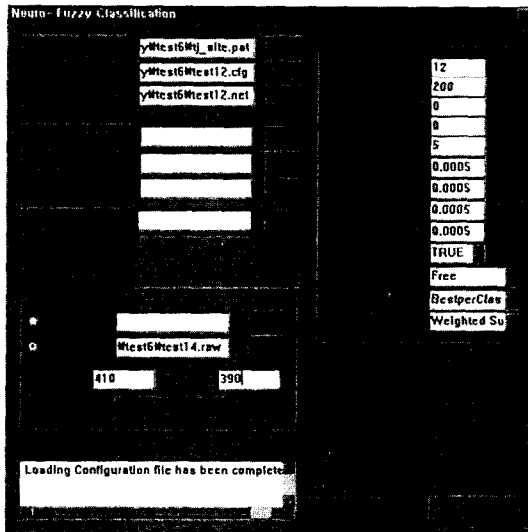 Neuro-Fuzzy Classification
y₩test6₩tj_site.pat
y₩test6₩test12.cfg
y₩test6₩test12.net
12
200
0
0
5
0.0005
0.0005
0.0005
0.0005
TRUE
Free
BestperClas
Weighted Su
₩test6₩test14.raw
410
390
Loading Configuration file has been complete